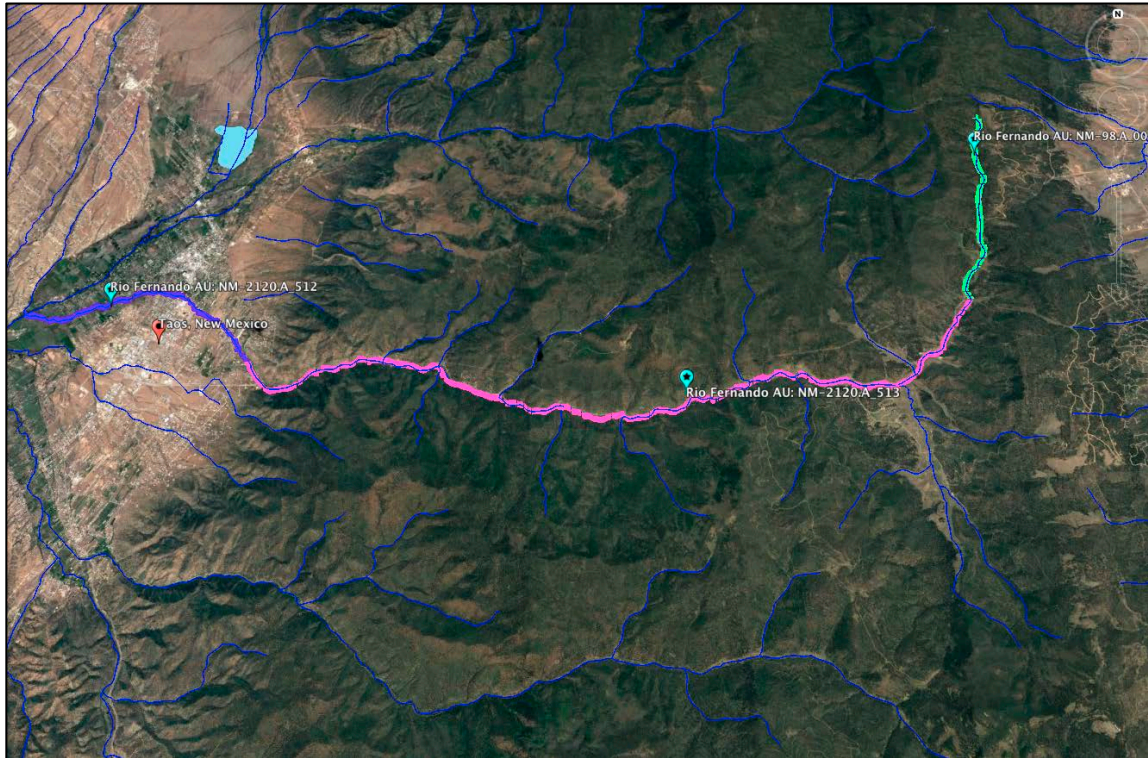 N
Rio Fernando AU: NM-98.A_00
Rio Fernando AU: NM-2120.A_512
Taos, New Mexico
Rio Fernando AU: NM-2120.A_513